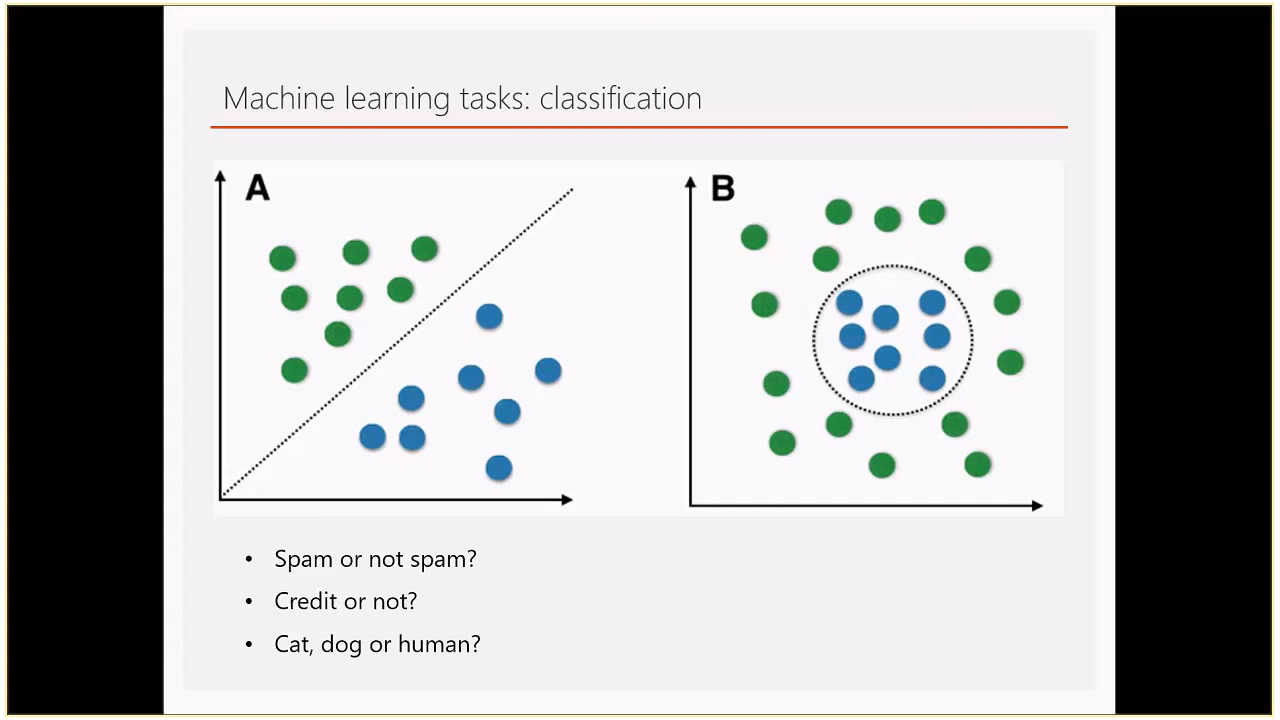 Machine learning tasks: classification
A
B
• Spam or not spam?
• Credit or not?
• Cat, dog or human?